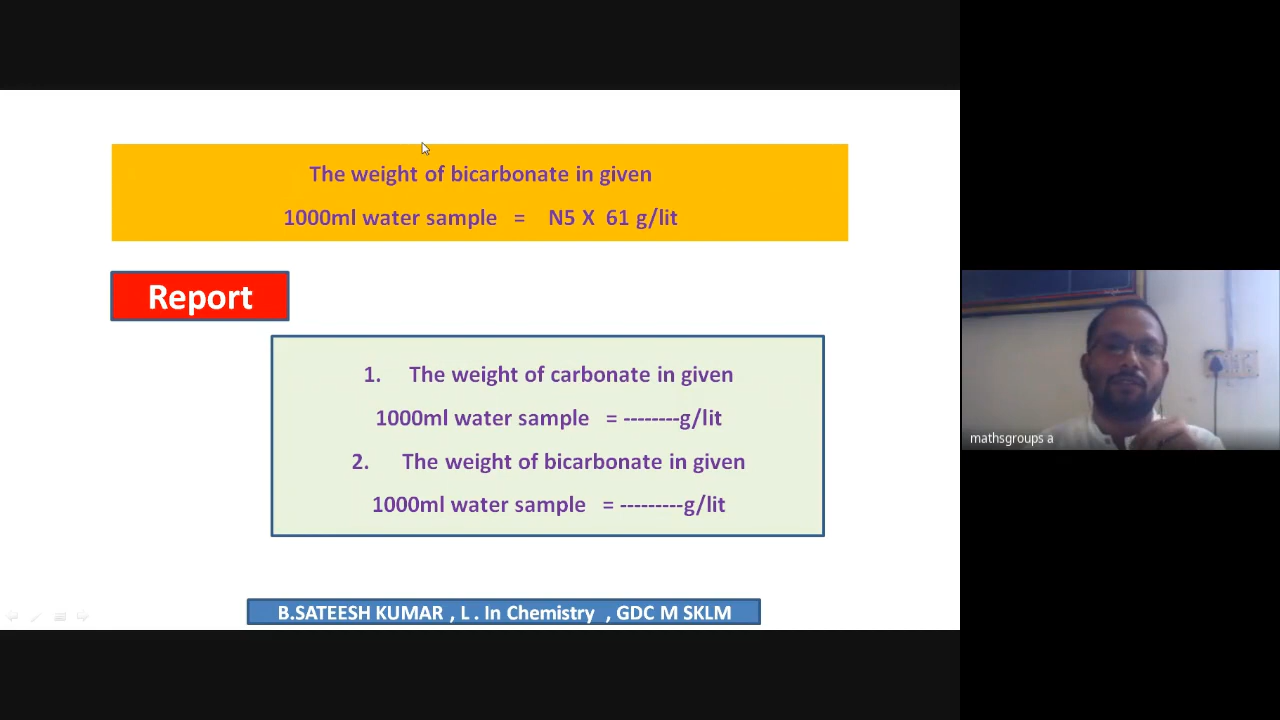 The weight of bicarbonate in given
1000ml water sample = N5 X 61 g/lit
Report
1. The weight of carbonate in given
1000ml water sample = --------g/lit
2. The weight of bicarbonate in given
1000ml water sample = ---------g/lit
B.SATEESH KUMAR , L . In Chemistry , GDC M SKLM
mathsgroups a